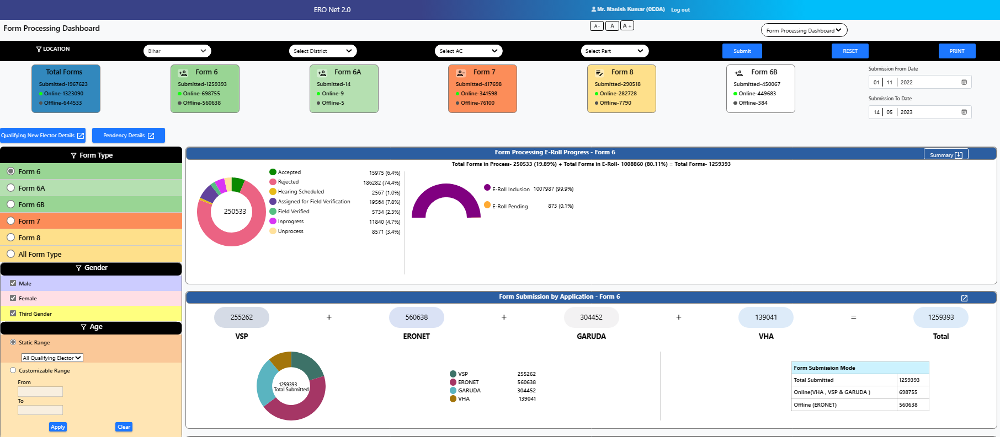 ERO Net 2.0
Mr. Manish Kumar (CEOA) Log out
Form Processing Dashboard
A - A A +
Form Processing Dashboard
LOCATION
Bihar
Select District
Select AC
Select Part
Submit
RESET
PRINT
Total Forms
Submitted-1967623
Online-1323090
Offline-644533
Form 6
Submitted-1259393
Online-698755
Offline-560638
Form 6A
Submitted-14
Online-9
Offline-5
Form 7
Submitted-417698
Online-341598
Offline-76100
Form 8
Submitted-290518
Online-282728
Offline-7790
Form 6B
Submitted-450067
Online-449683
Offline-384
Submission From Date
01 11 2022
Submission To Date
14 05 2023
Qualifying New Elector Details
Pendency Details
Form Type
Form 6
Form 6A
Form 6B
Form 7
Form 8
All Form Type
Gender
Male
Female
Third Gender
Age
Static Range
All Qualifying Elector
Customizable Range
From
To
Apply
Clear
Form Processing E-Roll Progress - Form 6
Summary
Total Forms in Process- 250533 (19.89%) + Total Forms in E-Roll- 1008860 (80.11%) = Total Forms- 1259393
250533
Accepted 15975 (6.4%)
Rejected 186282 (74.4%)
Hearing Scheduled 2567 (1.0%)
Assigned for Field Verification 19564 (7.8%)
Field Verified 5734 (2.3%)
Inprogress 11840 (4.7%)
Unprocess 8571 (3.4%)
E-Roll Inclusion 1007987 (99.9%)
E-Roll Pending 873 (0.1%)
Form Submission by Application - Form 6
255262 + 560638 + 304452 + 139041 = 1259393
VSP ERONET GARUDA VHA Total
1259393
Total Submitted
VSP 255262
ERONET 560638
GARUDA 304452
VHA 139041
Form Submission Mode
Total Submitted 1259393
Online(VHA , VSP & GARUDA ) 698755
Offline (ERONET) 560638